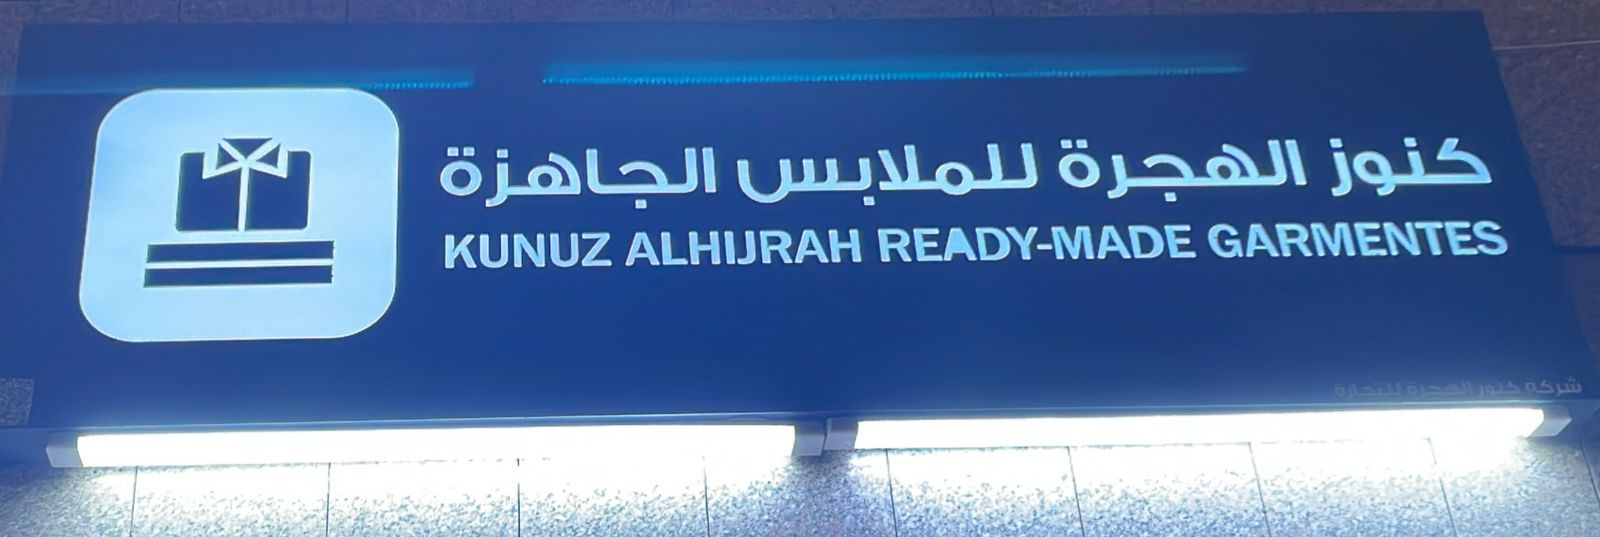 كنوز الهجرة للملابس الجاهزة
KUNUZ ALHIJRAH READY-MADE GARMENTES
شركة كنوز الهجرة للتجارة